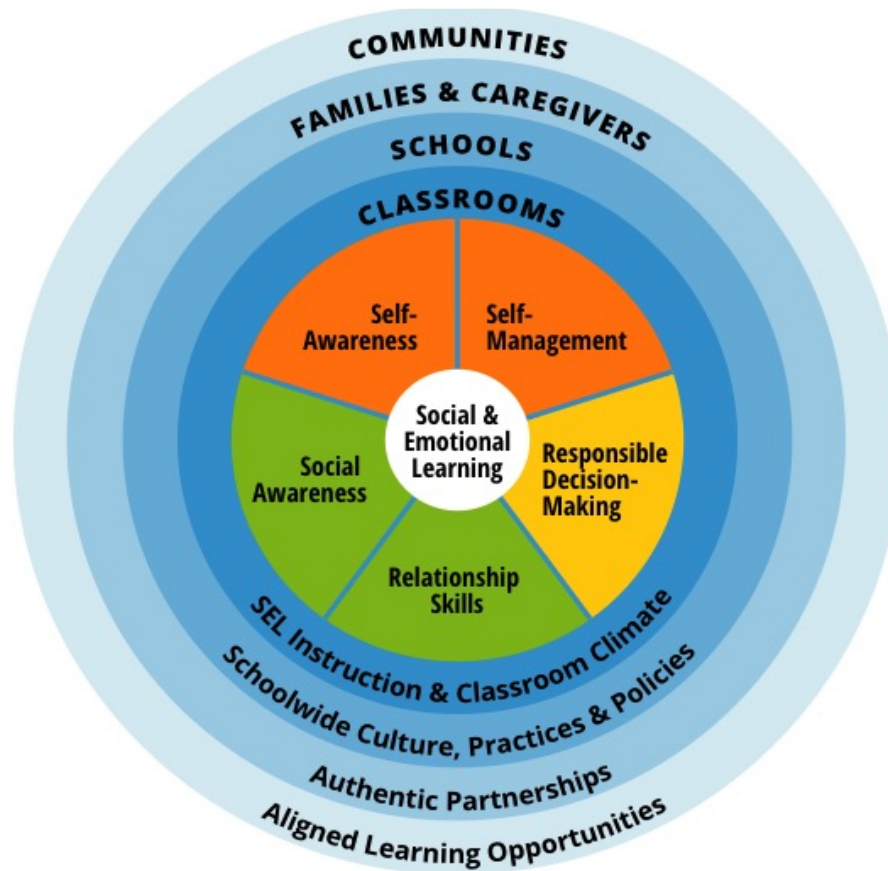 COMMUNITIES
FAMILIES & CAREGIVERS
SCHOOLS
CLASSROOMS
Self-
Awareness
Self-
Management
Social &
Emotional
Learning
Social
Awareness
Responsible
Decision-
Making
Relationship
Skills
SEL Instruction & Classroom Climate
Schoolwide Culture, Practices & Policies
Authentic Partnerships
Aligned Learning Opportunities